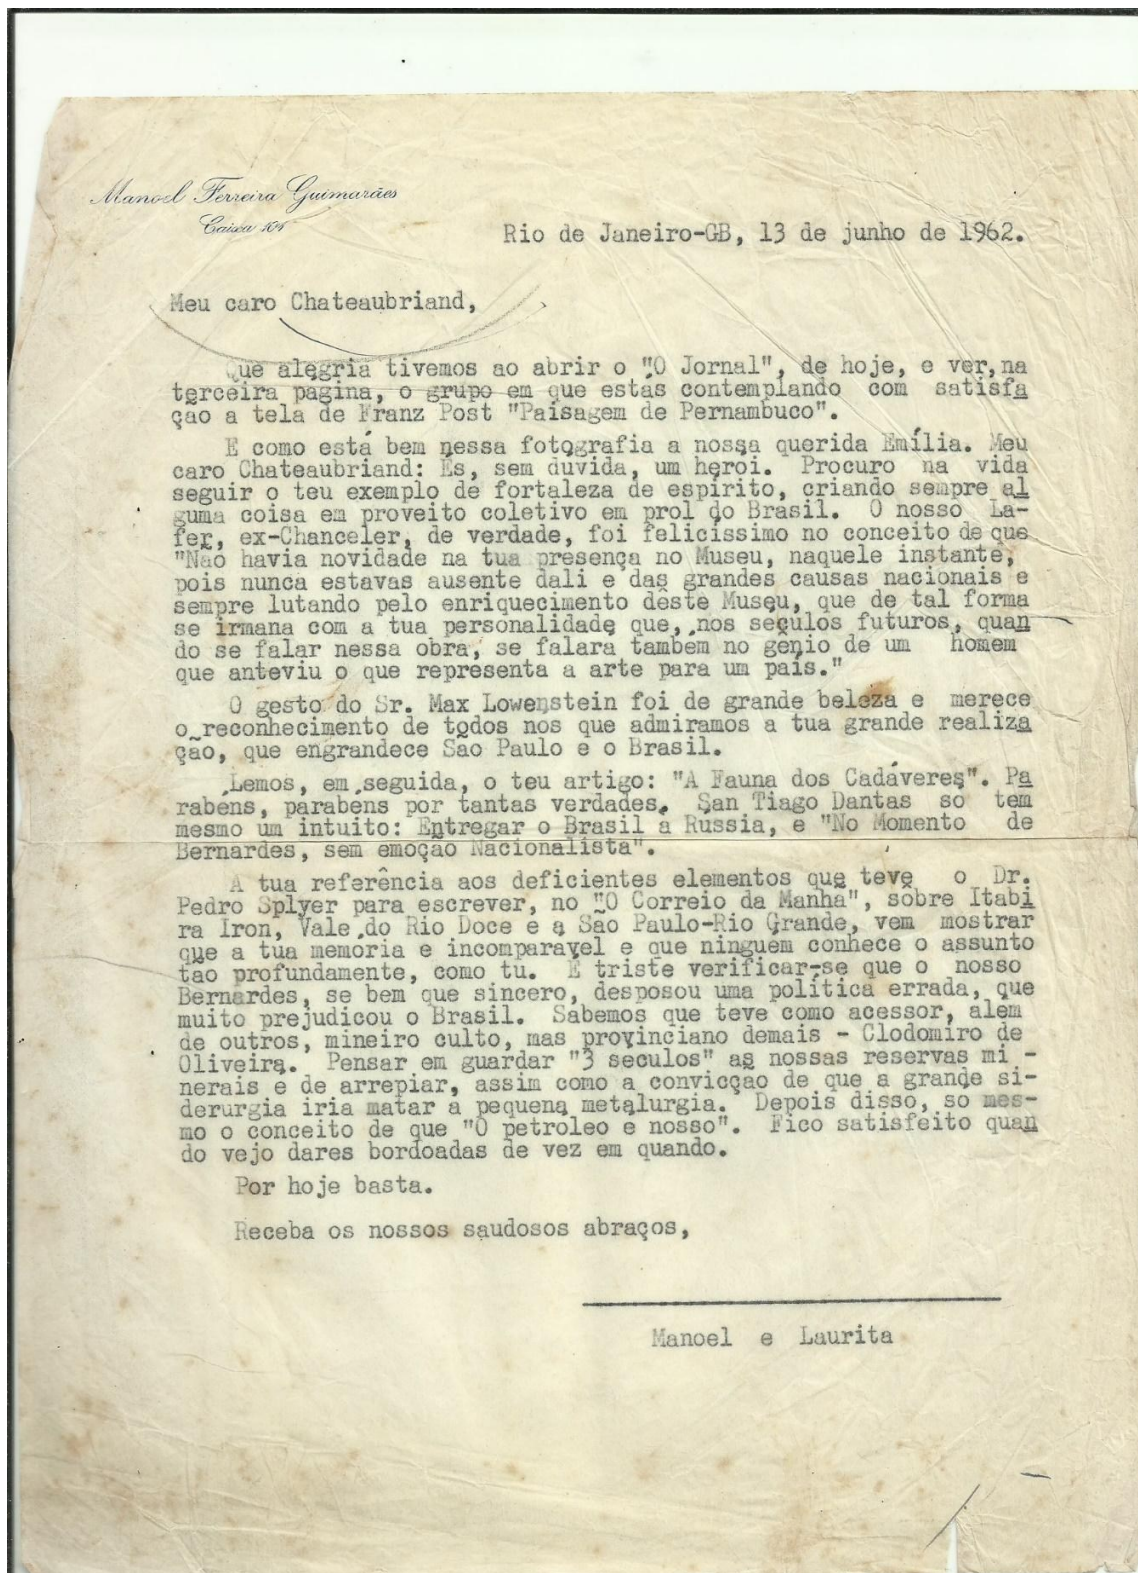 Manoel Ferreira Guimarães
Caixa 104
Rio de Janeiro-GB, 13 de junho de 1962.
Meu caro Chateaubriand,
Que alegria tivemos ao abrir o "O Jornal", de hoje, e ver, na
terceira pagina, o grupo em que estás contemplando com satisfa
ção a tela de Franz Post "Paisagem de Pernambuco".
E como está bem nessa fotografia a nossa querida Emília. Meu
caro Chateaubriand: És, sem duvida, um heroi. Procuro na vida
seguir o teu exemplo de fortaleza de espirito, criando sempre al
guma coisa em proveito coletivo em prol do Brasil. O nosso La-
fer, ex-Chanceler, de verdade, foi felicissimo no conceito de que
"Não havia novidade na tua presença no Museu, naquele instante,
pois nunca estavas ausente dali e das grandes causas nacionais e
sempre lutando pelo enriquecimento dêste Museu, que de tal forma
se irmana com a tua personalidade que, nos seculos futuros, quan
do se falar nessa obra, se falara tambem no genio de um homem
que anteviu o que representa a arte para um pais."
O gesto do Sr. Max Lowenstein foi de grande beleza e merece
o reconhecimento de todos nos que admiramos a tua grande realiza
ção, que engrandece São Paulo e o Brasil.
Lemos, em seguida, o teu artigo: "A Fauna dos Cadáveres". Pa
rabens, parabens por tantas verdades. San Tiago Dantas so tem
mesmo um intuito: Entregar o Brasil a Russia, e "No Momento de
Bernardes, sem emoção Nacionalista".
A tua referência aos deficientes elementos que teve o Dr.
Pedro Splyer para escrever, no "O Correio da Manhã", sôbre Itabi
ra Iron, Vale do Rio Doce e a São Paulo-Rio Grande, vem mostrar
que a tua memoria e incomparavel e que ninguem conhece o assunto
tão profundamente, como tu. É triste verificar-se que o nosso
Bernardes, se bem que sincero, desposou uma política errada, que
muito prejudicou o Brasil. Sabemos que teve como acessor, alem
de outros, mineiro culto, mas provinciano demais - Clodomiro de
Oliveira. Pensar em guardar "3 seculos" as nossas reservas mi -
nerais e de arrepiar, assim como a convicção de que a grande si-
derurgia iria matar a pequena metalurgia. Depois disso, so mes-
mo o conceito de que "O petroleo e nosso". Fico satisfeito quan
do vejo dares bordoadas de vez em quando.
Por hoje basta.
Receba os nossos saudosos abraços,
Manoel e Laurita